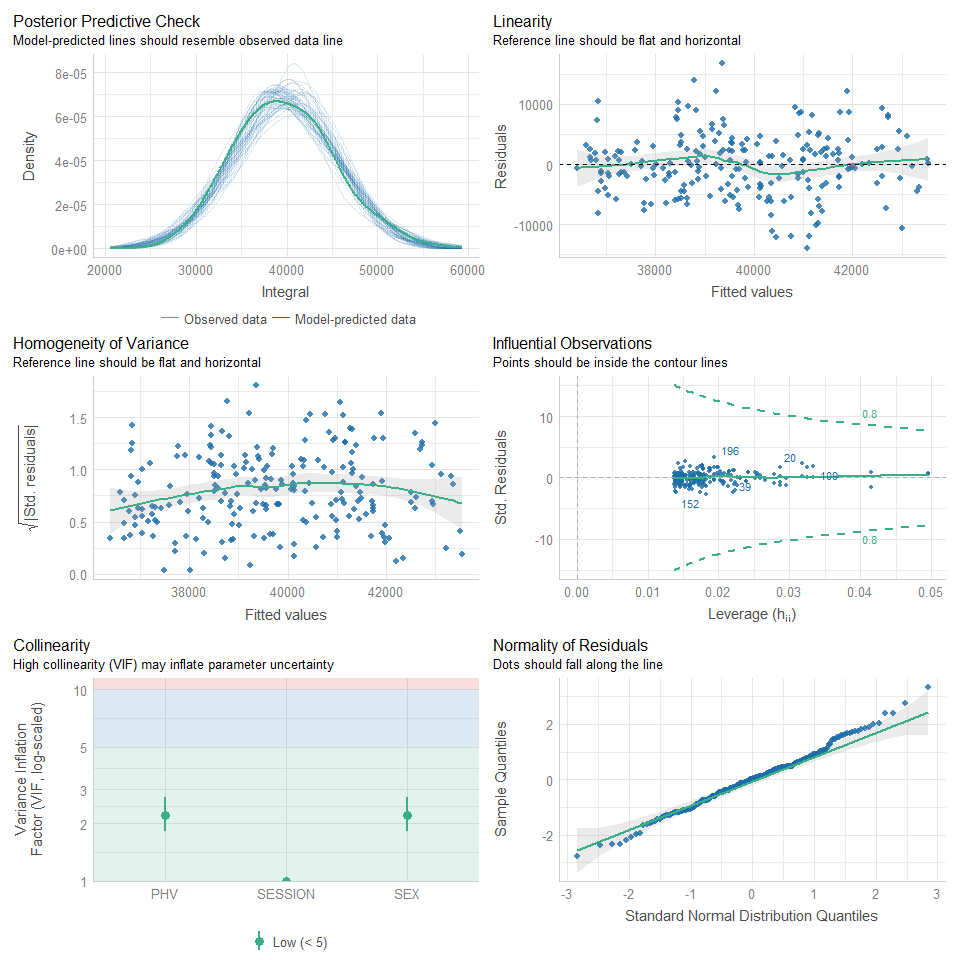 Posterior Predictive Check
Model-predicted lines should resemble observed data line
Density
8e-05
6e-05
4e-05
2e-05
0e+00
20000 30000 40000 50000 60000
Integral
Observed data Model-predicted data
Linearity
Reference line should be flat and horizontal
Residuals
10000
0
-10000
38000 40000 42000
Fitted values
Homogeneity of Variance
Reference line should be flat and horizontal
√|Std. residuals|
1.5
1.0
0.5
0.0
38000 40000 42000
Fitted values
Influential Observations
Points should be inside the contour lines
Std. Residuals
10
0
-10
0.8
196
20
109
39
152
0.8
0.00 0.01 0.02 0.03 0.04 0.05
Leverage (hii)
Collinearity
High collinearity (VIF) may inflate parameter uncertainty
Variance Inflation
Factor (VIF, log-scaled)
10
5
3
2
1
PHV SESSION SEX
Low (< 5)
Normality of Residuals
Dots should fall along the line
Sample Quantiles
2
0
-2
-3 -2 -1 0 1 2 3
Standard Normal Distribution Quantiles